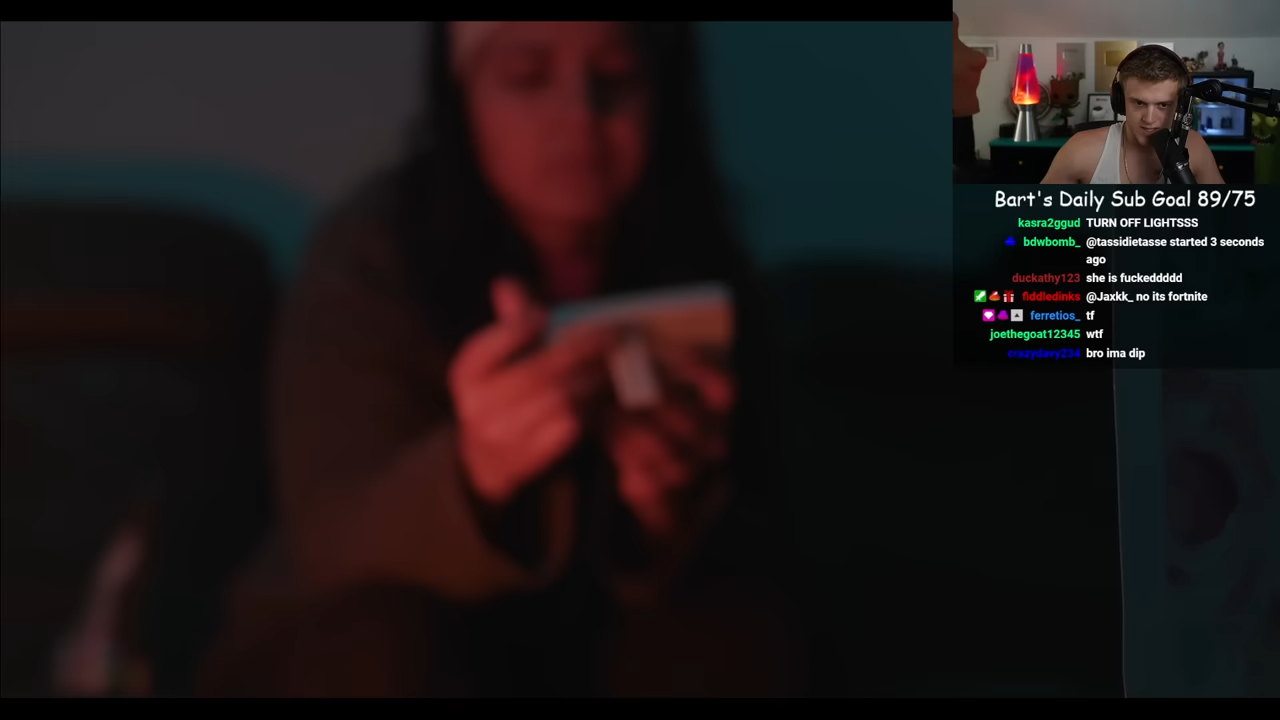 Bart's Daily Sub Goal 89/75
kasra2ggud TURN OFF LIGHTSSS
bdwbomb_ @tassidietasse started 3 seconds
ago
duckathy123 she is fuckeddddd
fiddledinks @Jaxkk_ no its fortnite
ferretios_ tf
joethegoat12345 wtf
crazydavy234 bro ima dip